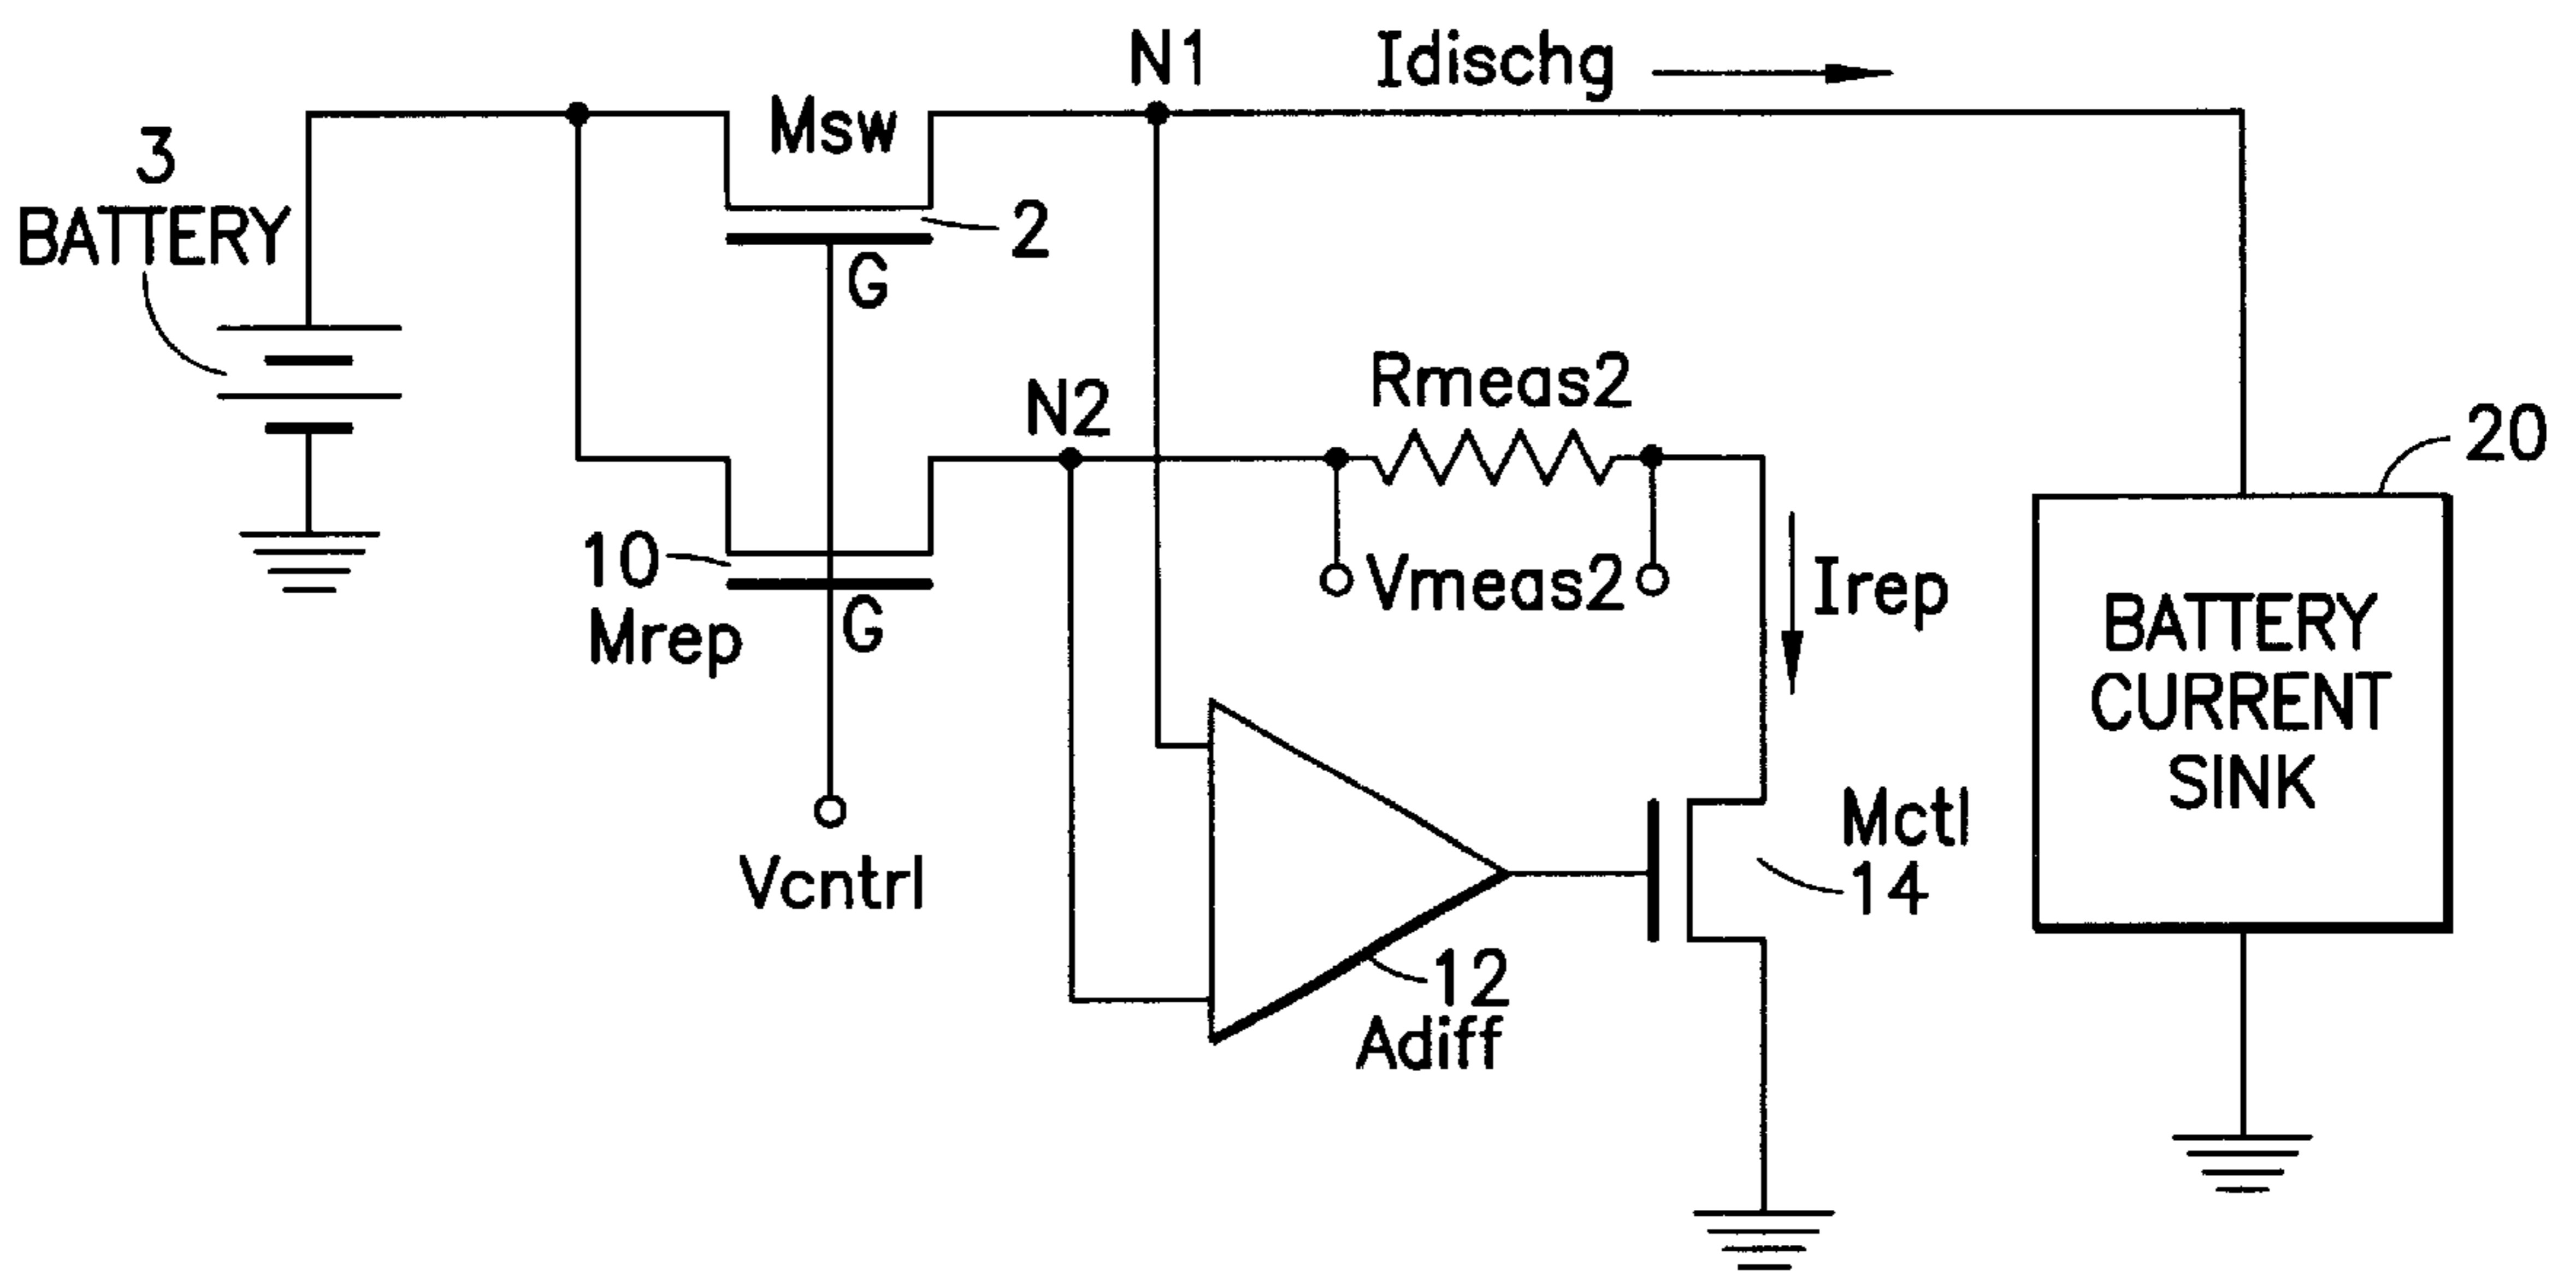 N1
Idischg
Msw
3
BATTERY
2
G
Rmeas2
N2
20
10
Mrep
G
Vmeas2
Irep
BATTERY
CURRENT
SINK
Mctl
14
Vcntrl
12
Adiff